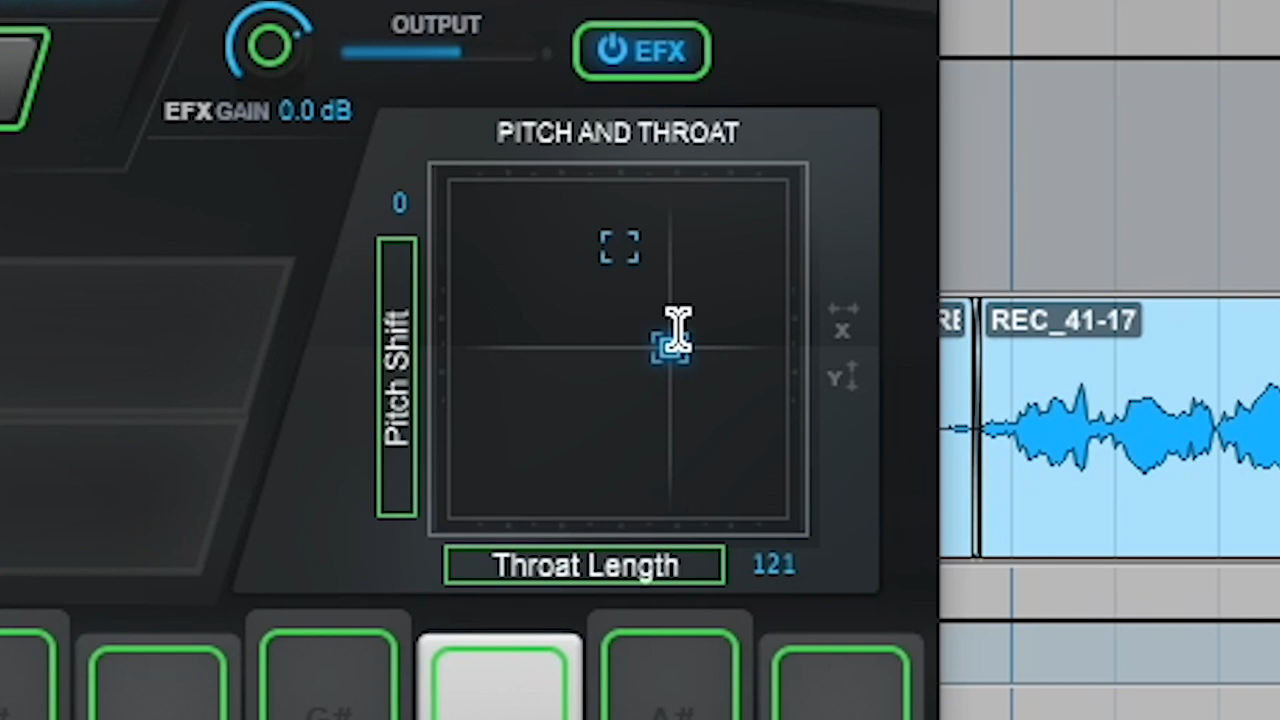 OUTPUT
EFX
EFX GAIN 0.0 dB
PITCH AND THROAT
0
Pitch Shift
X
Y
Throat Length 121
REC_41-17
G#
A#